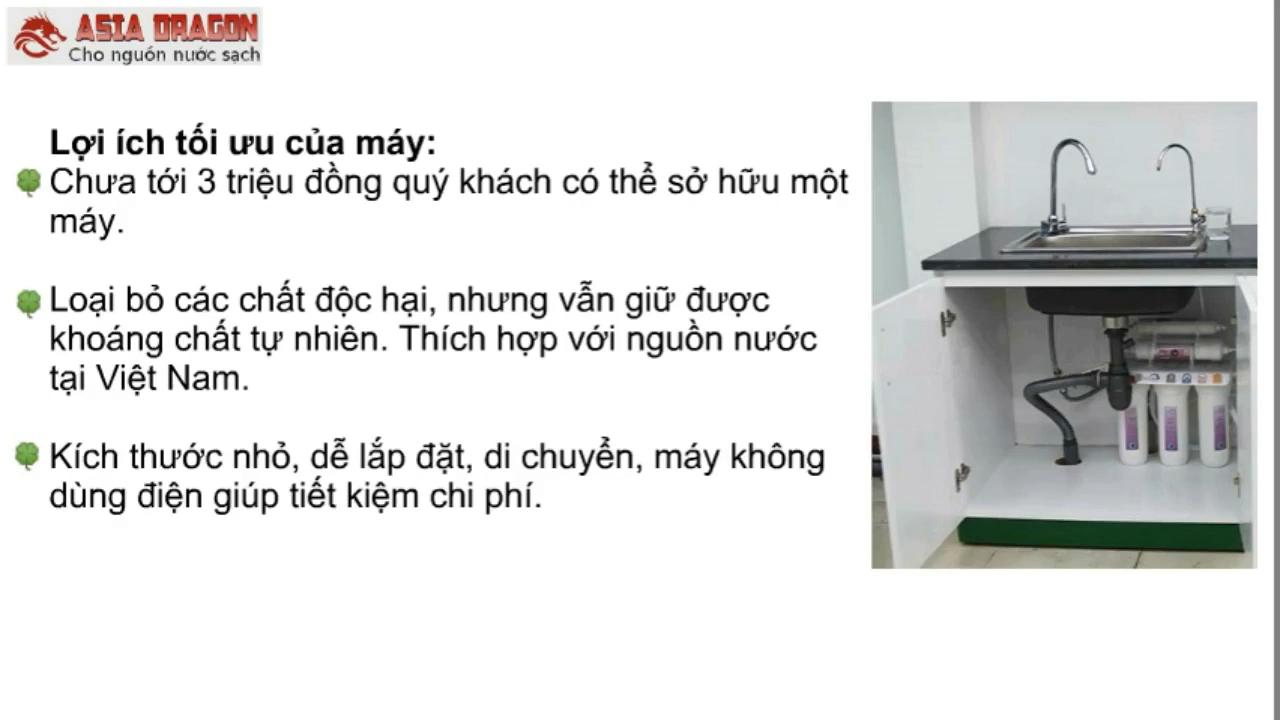 ASIA DRAGON
Cho nguồn nước sạch
Lợi ích tối ưu của máy:
Chưa tới 3 triệu đồng quý khách có thể sở hữu một
máy.
Loại bỏ các chất độc hại, nhưng vẫn giữ được
khoáng chất tự nhiên. Thích hợp với nguồn nước
tại Việt Nam.
Kích thước nhỏ, dễ lắp đặt, di chuyển, máy không
dùng điện giúp tiết kiệm chi phí.